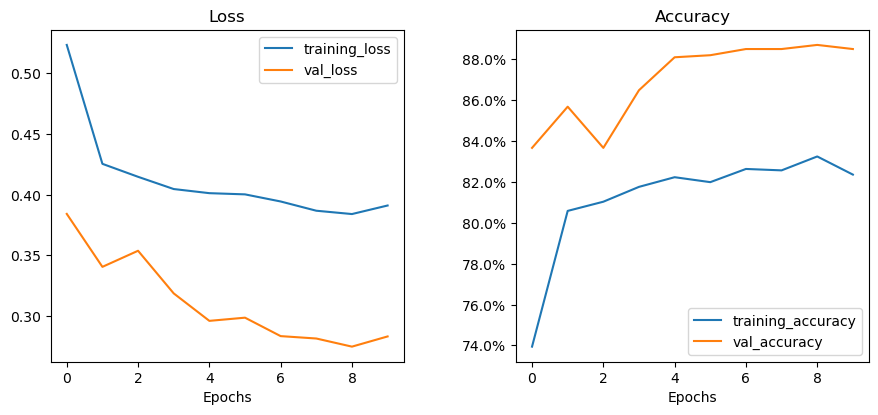 Loss
training_loss
val_loss
0.50
0.45
0.40
0.35
0.30
0 2 4 6 8
Epochs
Accuracy
88.0%
86.0%
84.0%
82.0%
80.0%
78.0%
76.0%
74.0%
training_accuracy
val_accuracy
0 2 4 6 8
Epochs